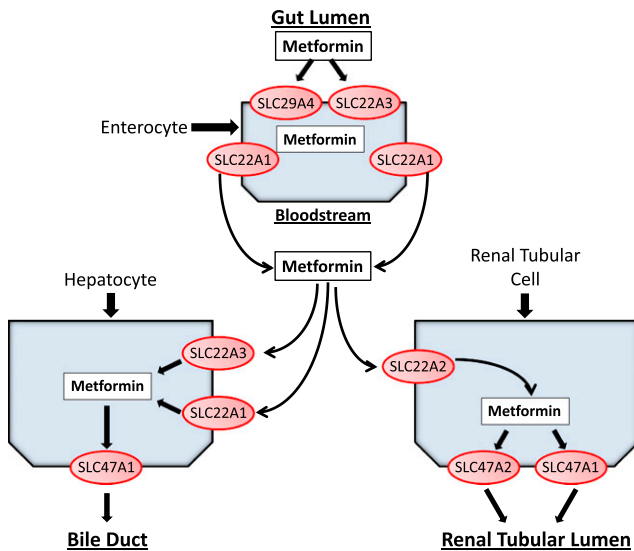 Gut Lumen
Metformin
SLC29A4
SLC22A3
Enterocyte
Metformin
SLC22A1
SLC22A1
Bloodstream
Metformin
Hepatocyte
Renal Tubular
Cell
SLC22A3
SLC22A2
Metformin
SLC22A1
Metformin
SLC47A1
SLC47A2
SLC47A1
Bile Duct
Renal Tubular Lumen